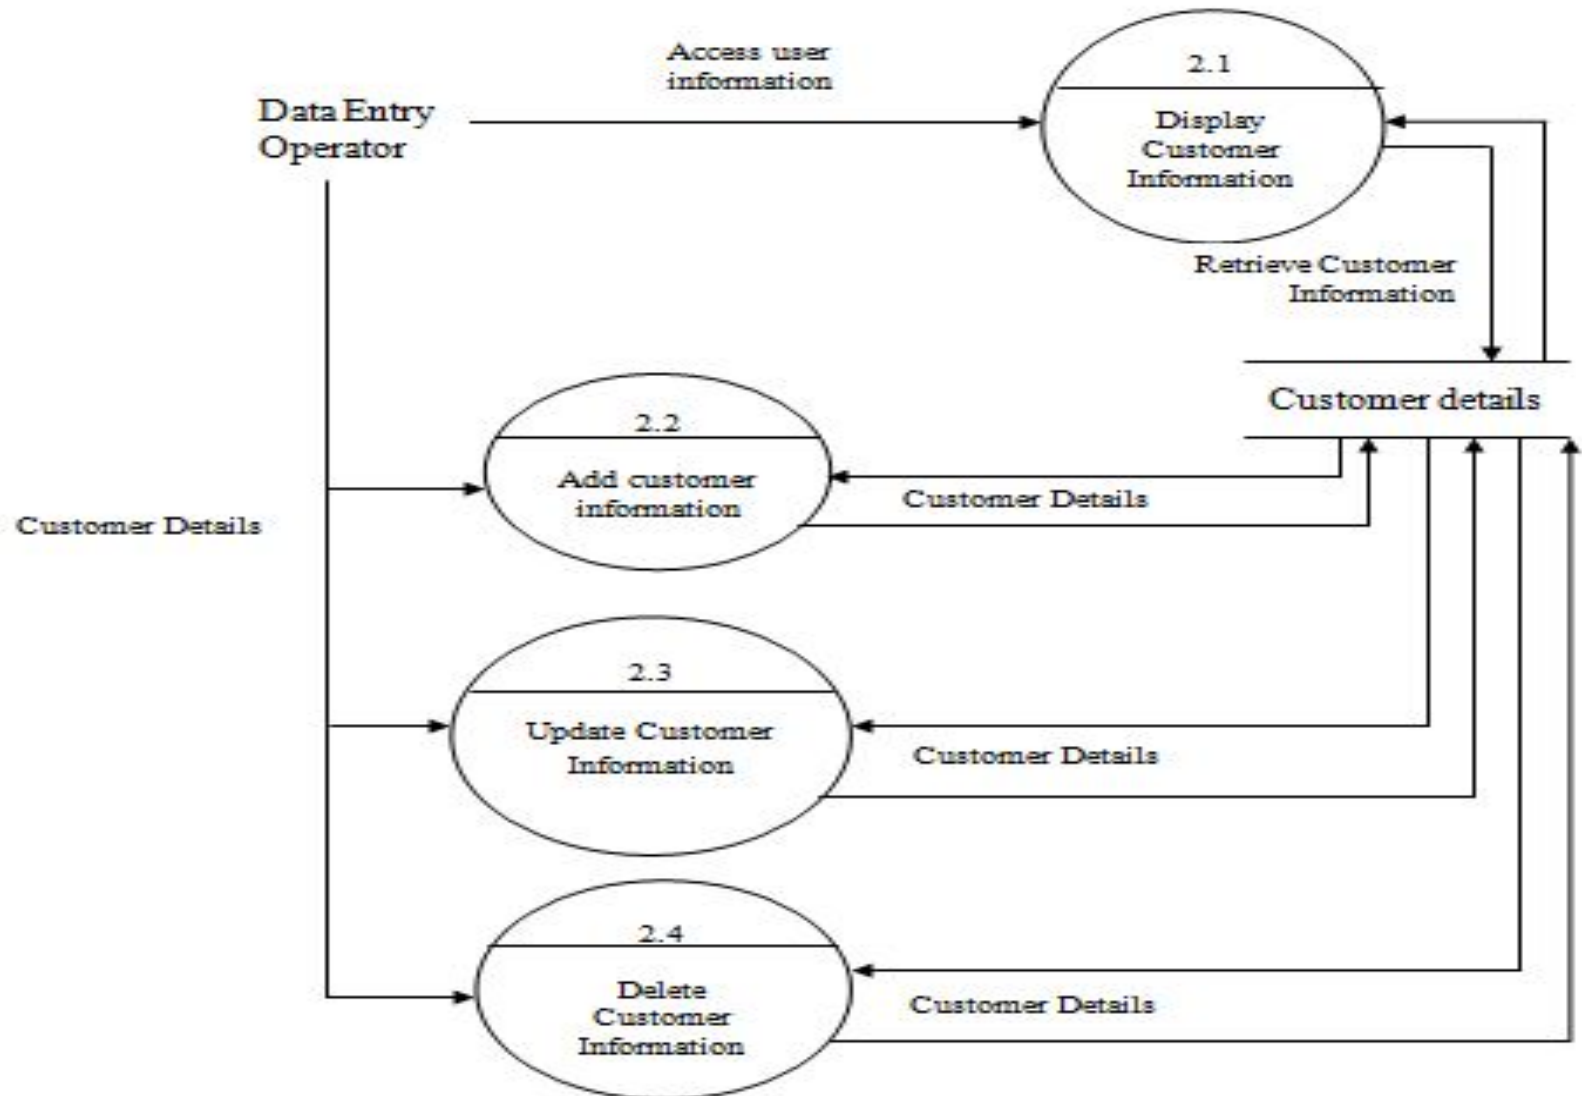 Access user
information
2.1
Data Entry
Operator
Display
Customer
Information
Retrieve Customer
Information
Customer details
2.2
Add customer
information
Customer Details
Customer Details
2.3
Update Customer
Information
Customer Details
2.4
Delete
Customer
Information
Customer Details